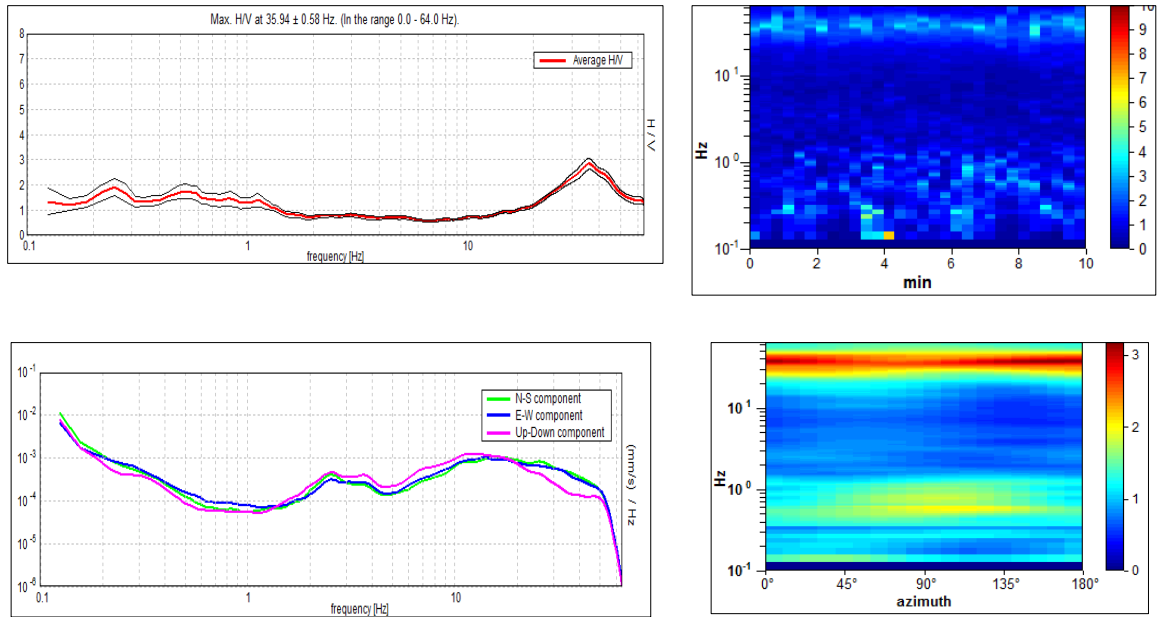 Max. H/V at 35.94 ± 0.58 Hz. (In the range 0.0 - 64.0 Hz).
8
7
6
5
4
3
2
1
0
Average H/V
H / V
0.1 1 10
frequency [Hz]
Hz
10¹
10⁰
10⁻¹
0 2 4 6 8 10
min
10
9
8
7
6
5
4
3
2
1
0
10⁻¹
10⁻²
10⁻³
10⁻⁴
10⁻⁵
10⁻⁶
N-S component
E-W component
Up-Down component
(mm/s) / Hz
0.1 1 10
frequency [Hz]
Hz
10¹
10⁰
10⁻¹
0° 45° 90° 135° 180°
azimuth
3
2
1
0